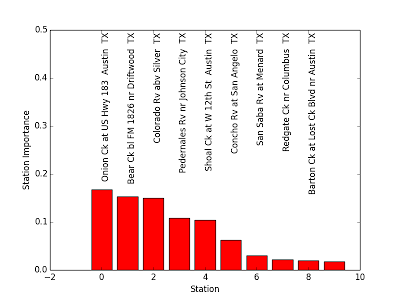 0.5
0.4
0.3
0.2
0.1
0.0
Station Importance
Onion Ck at US Hwy 183 Austin TX
Bear Ck bl FM 1826 nr Driftwood TX
Colorado Rv abv Silver TX
Pedernales Rv nr Johnson City TX
Shoal Ck at W 12th St Austin TX
Concho Rv at San Angelo TX
San Saba Rv at Menard TX
Redgate Ck nr Columbus TX
Barton Ck at Lost Ck Blvd nr Austin TX
−2 0 2 4 6 8 10
Station